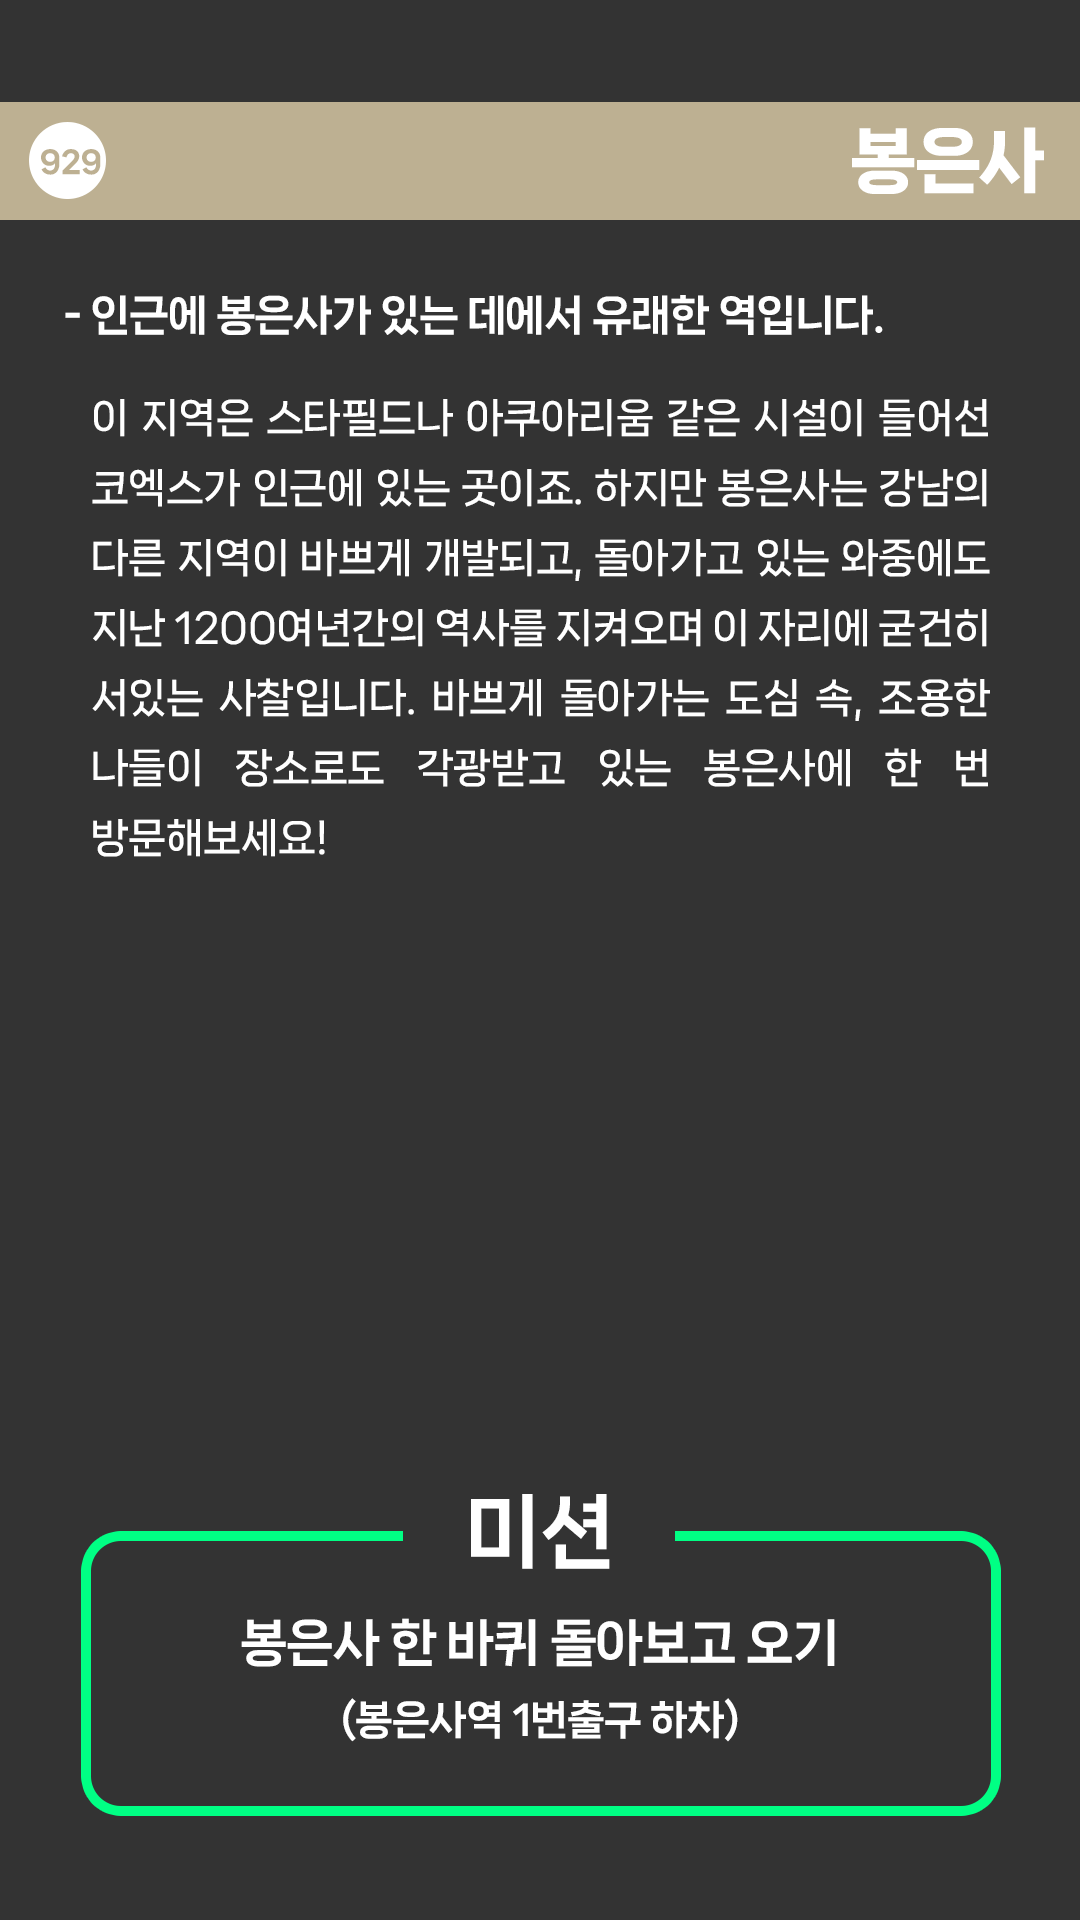 929
봉은사
- 인근에 봉은사가 있는 데에서 유래한 역입니다.
이 지역은 스타필드나 아쿠아리움 같은 시설이 들어선
코엑스가 인근에 있는 곳이죠. 하지만 봉은사는 강남의
다른 지역이 바쁘게 개발되고, 돌아가고 있는 와중에도
지난 1200여년간의 역사를 지켜오며 이 자리에 굳건히
서있는 사찰입니다. 바쁘게 돌아가는 도심 속, 조용한
나들이 장소로도 각광받고 있는 봉은사에 한 번
방문해보세요!
미션
봉은사 한 바퀴 돌아보고 오기
(봉은사역 1번출구 하차)